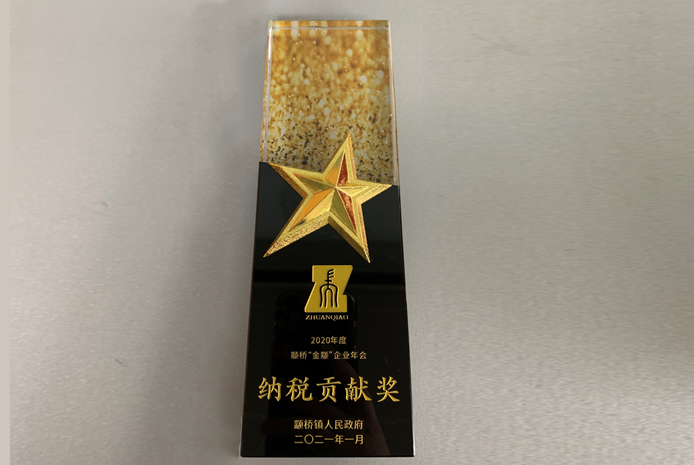 ZHUANQIAO
2020年度
颛桥“金颛”企业年会
纳税贡献奖
颛桥镇人民政府
二〇二一年一月